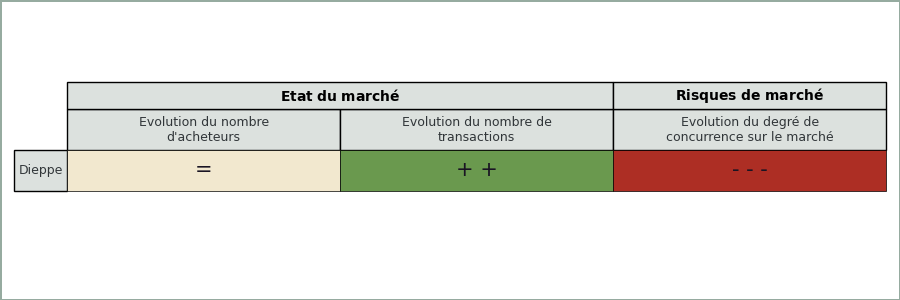 Etat du marché
Risques de marché
Evolution du nombre
d'acheteurs
Evolution du nombre de
transactions
Evolution du degré de
concurrence sur le marché
Dieppe
=
+ +
- - -